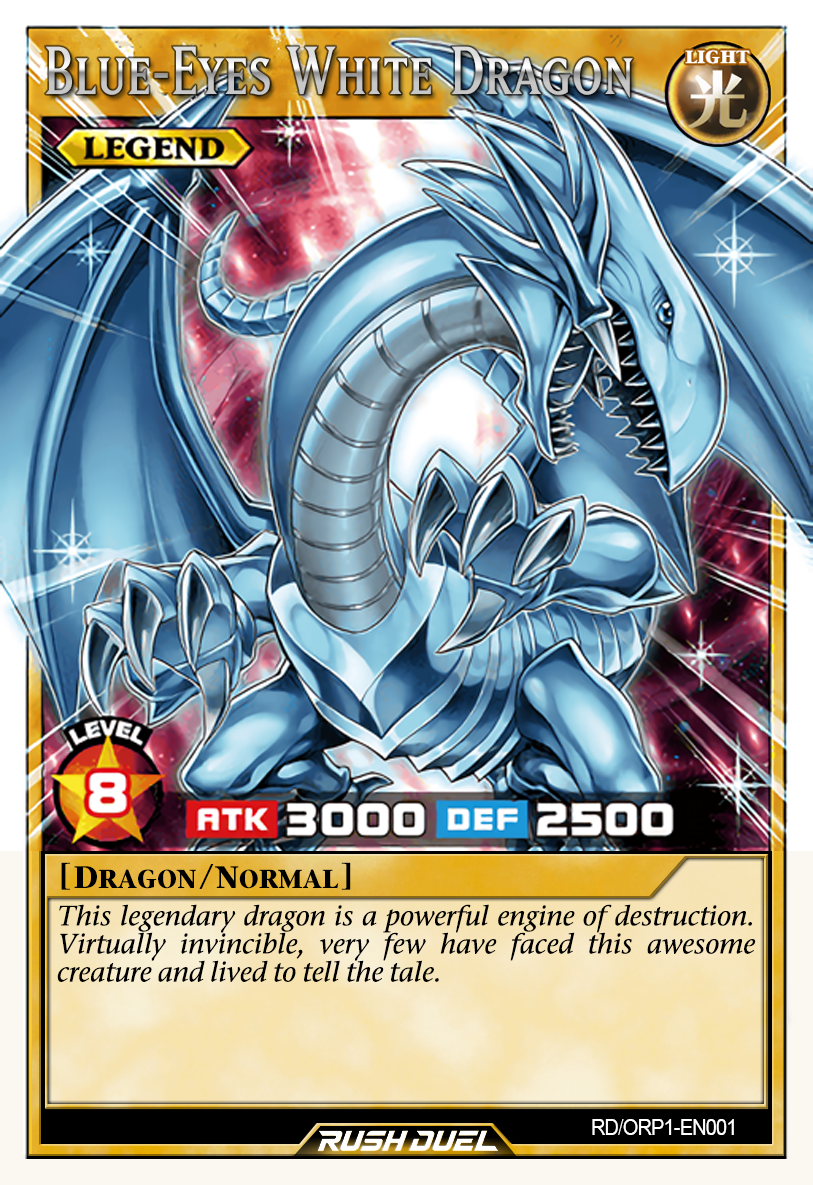 Blue-Eyes White Dragon
LIGHT
光
LEGEND
LEVEL
8
ATK 3000 DEF 2500
[Dragon/Normal]
This legendary dragon is a powerful engine of destruction.
Virtually invincible, very few have faced this awesome
creature and lived to tell the tale.
RD/ORP1-EN001
RUSH DUEL